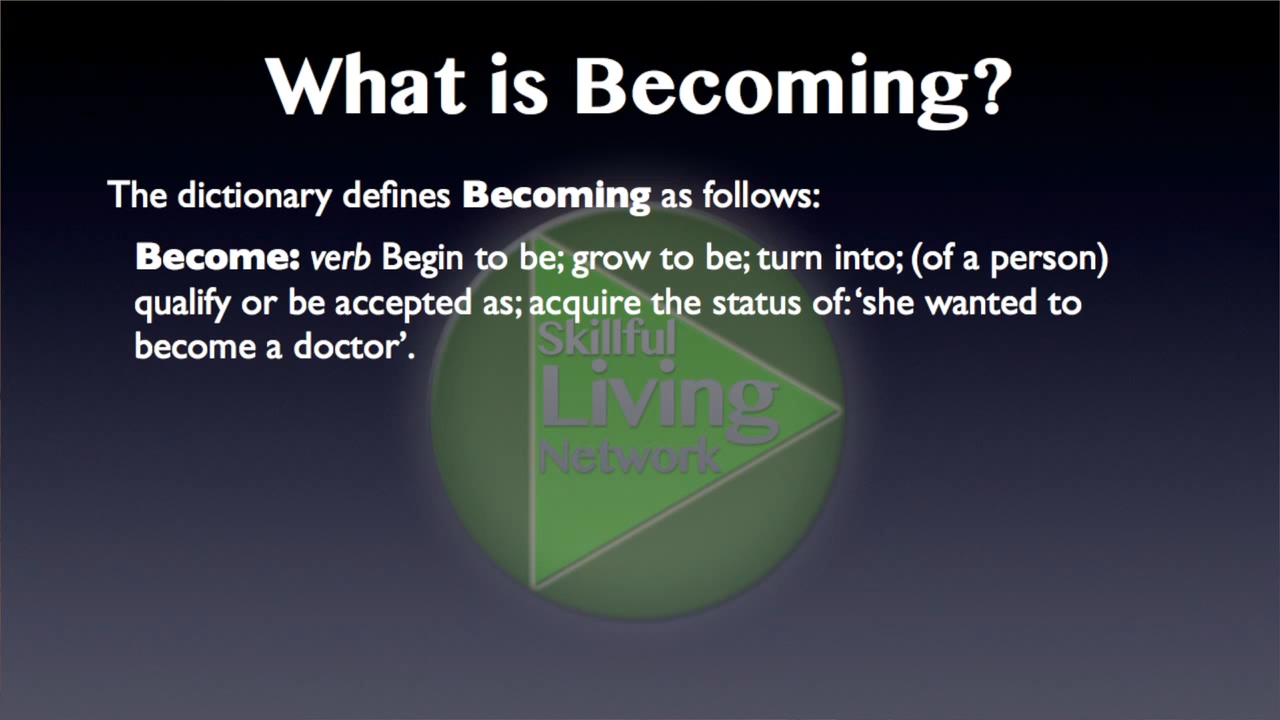 What is Becoming?
The dictionary defines Becoming as follows:
Become: verb Begin to be; grow to be; turn into; (of a person)
qualify or be accepted as; acquire the status of: ‘she wanted to
become a doctor’.
Skillful
Living
Network